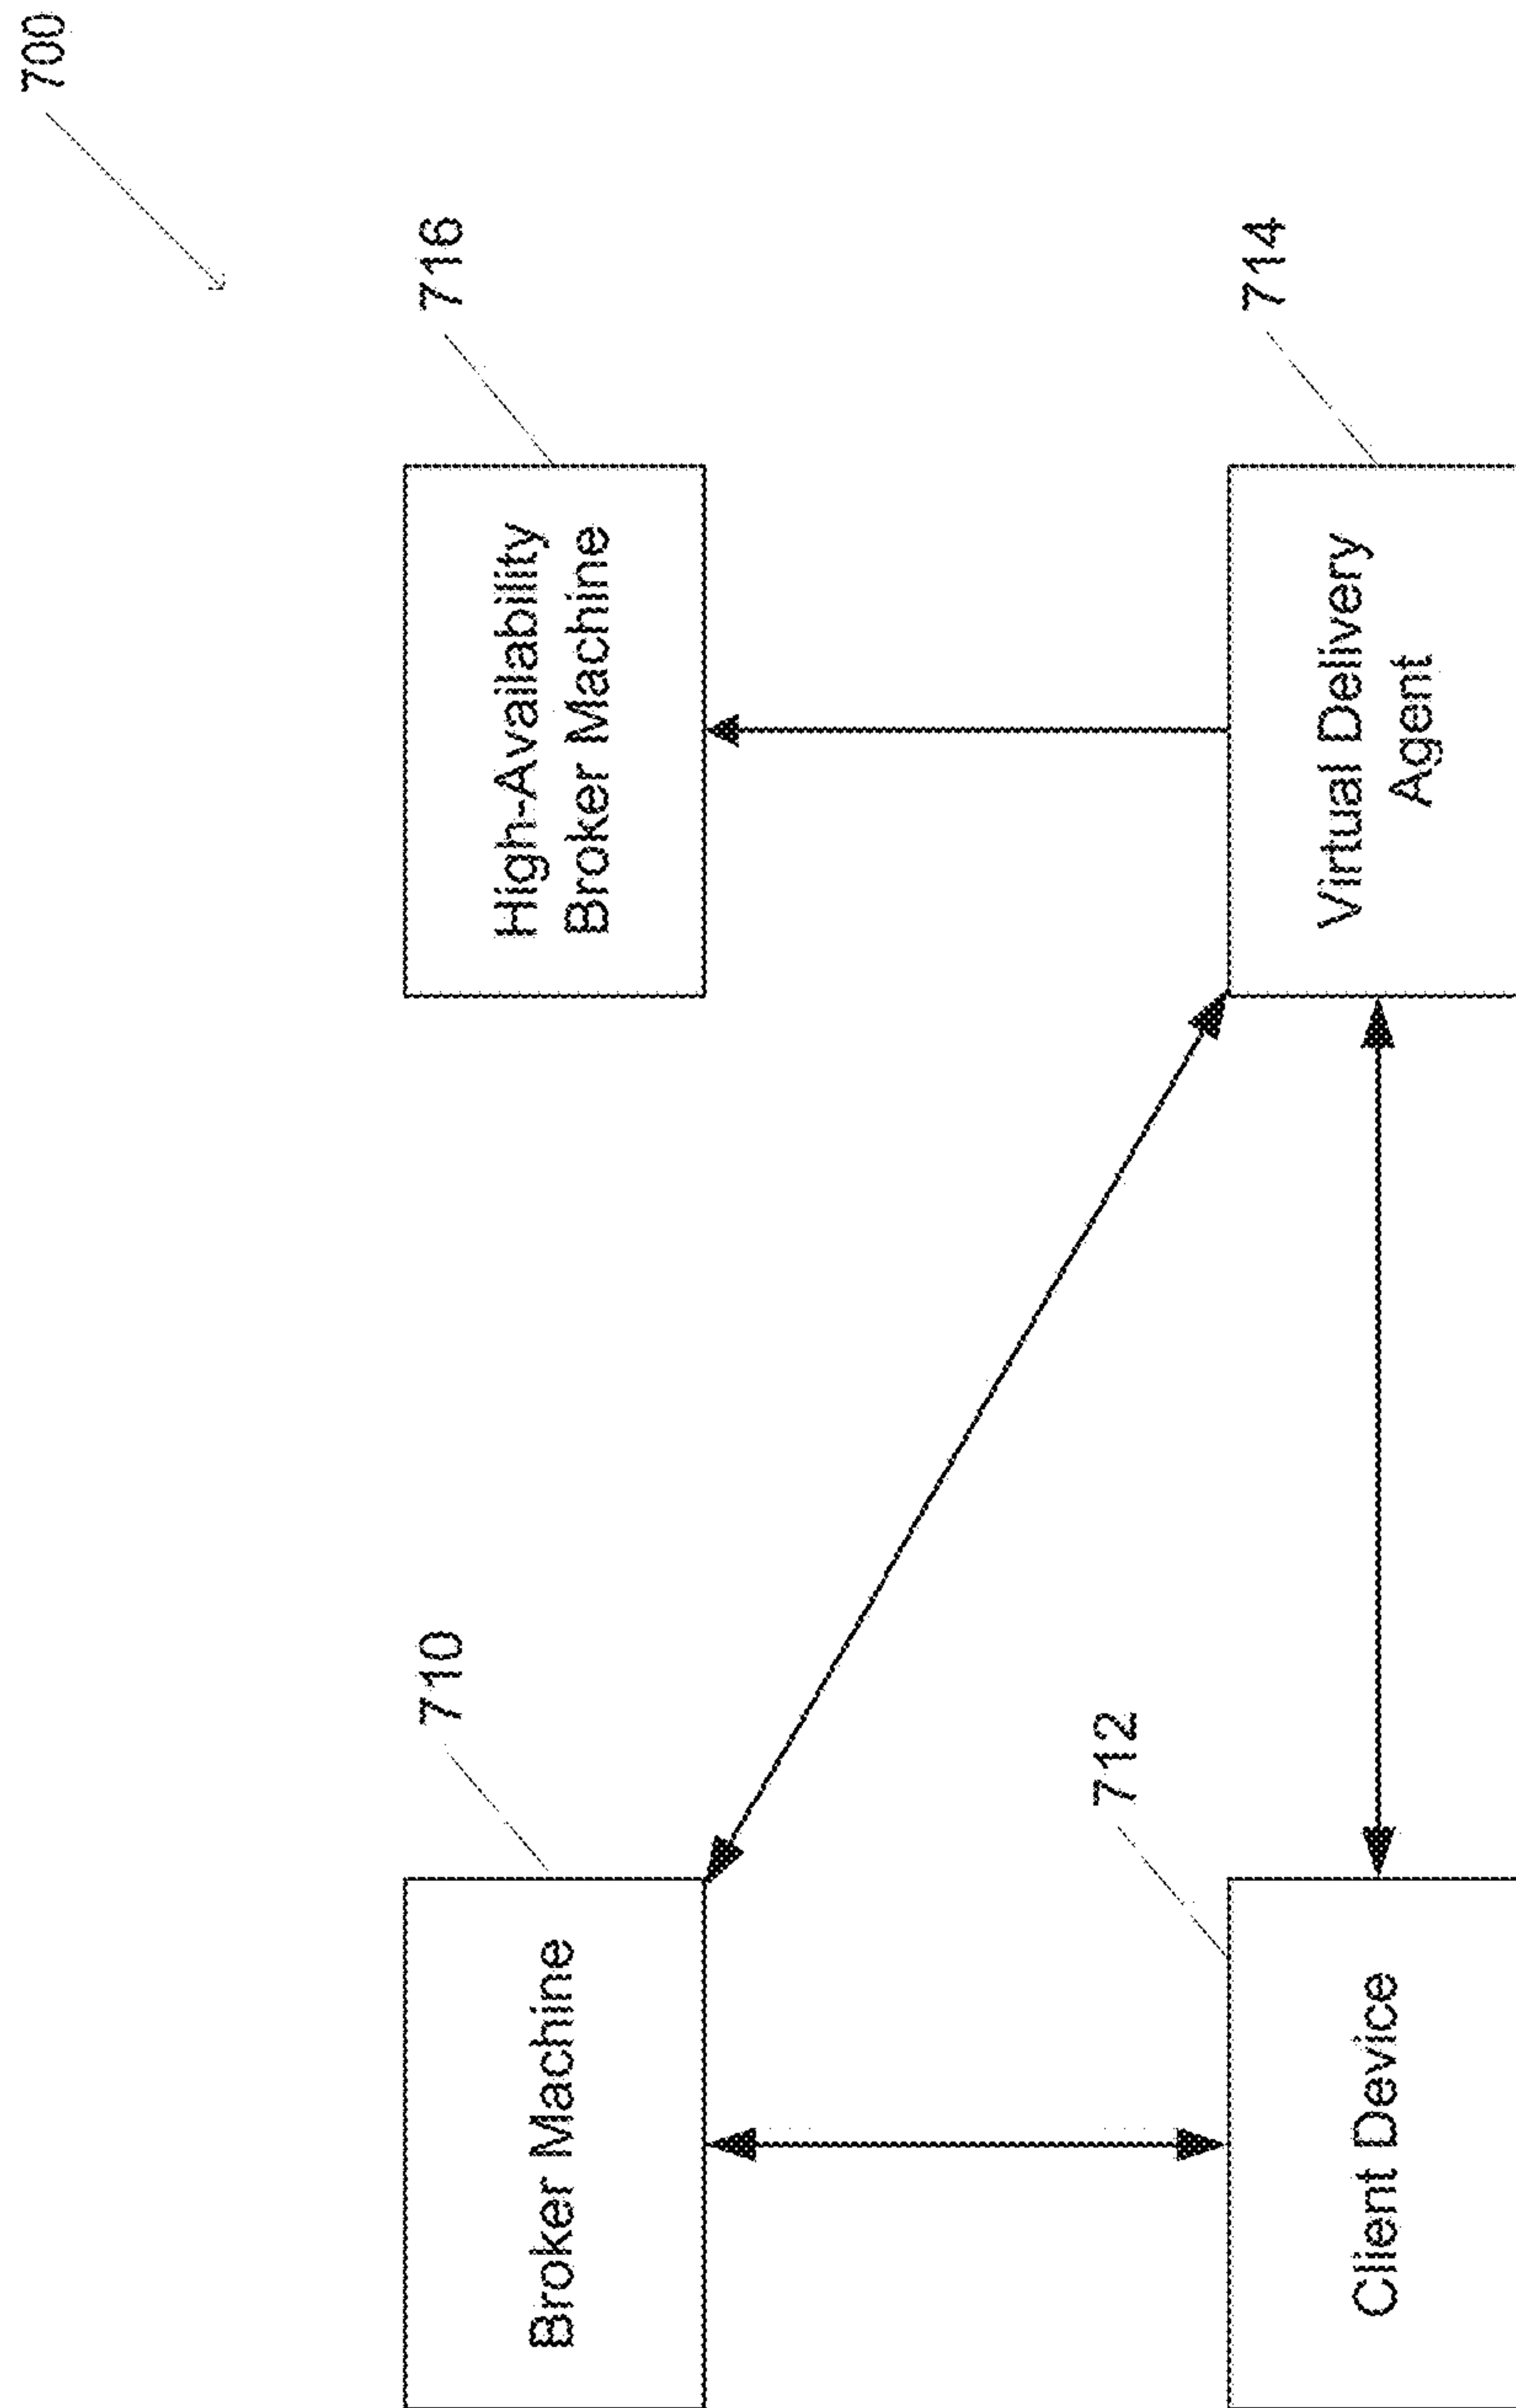 700
710
Broker Machine
716
High-Availability
Broker Machine
712
Client Device
714
Virtual Delivery
Agent